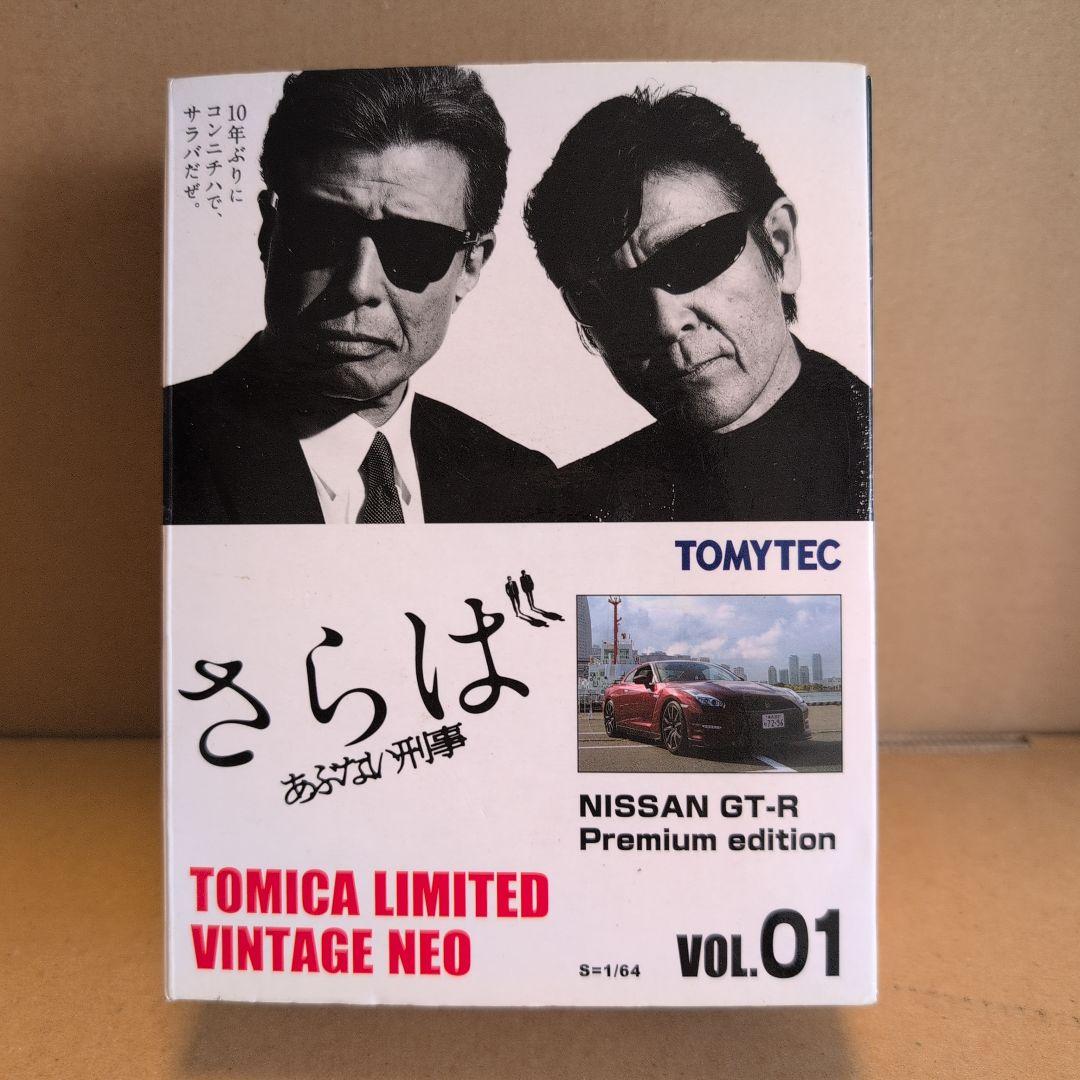 10年ぶりに
コンニチハで、
サラバだぜ。
TOMYTEC
さらば
あぶない刑事
NISSAN GT-R
Premium edition
TOMICA LIMITED
VINTAGE NEO
S=1/64
VOL.01